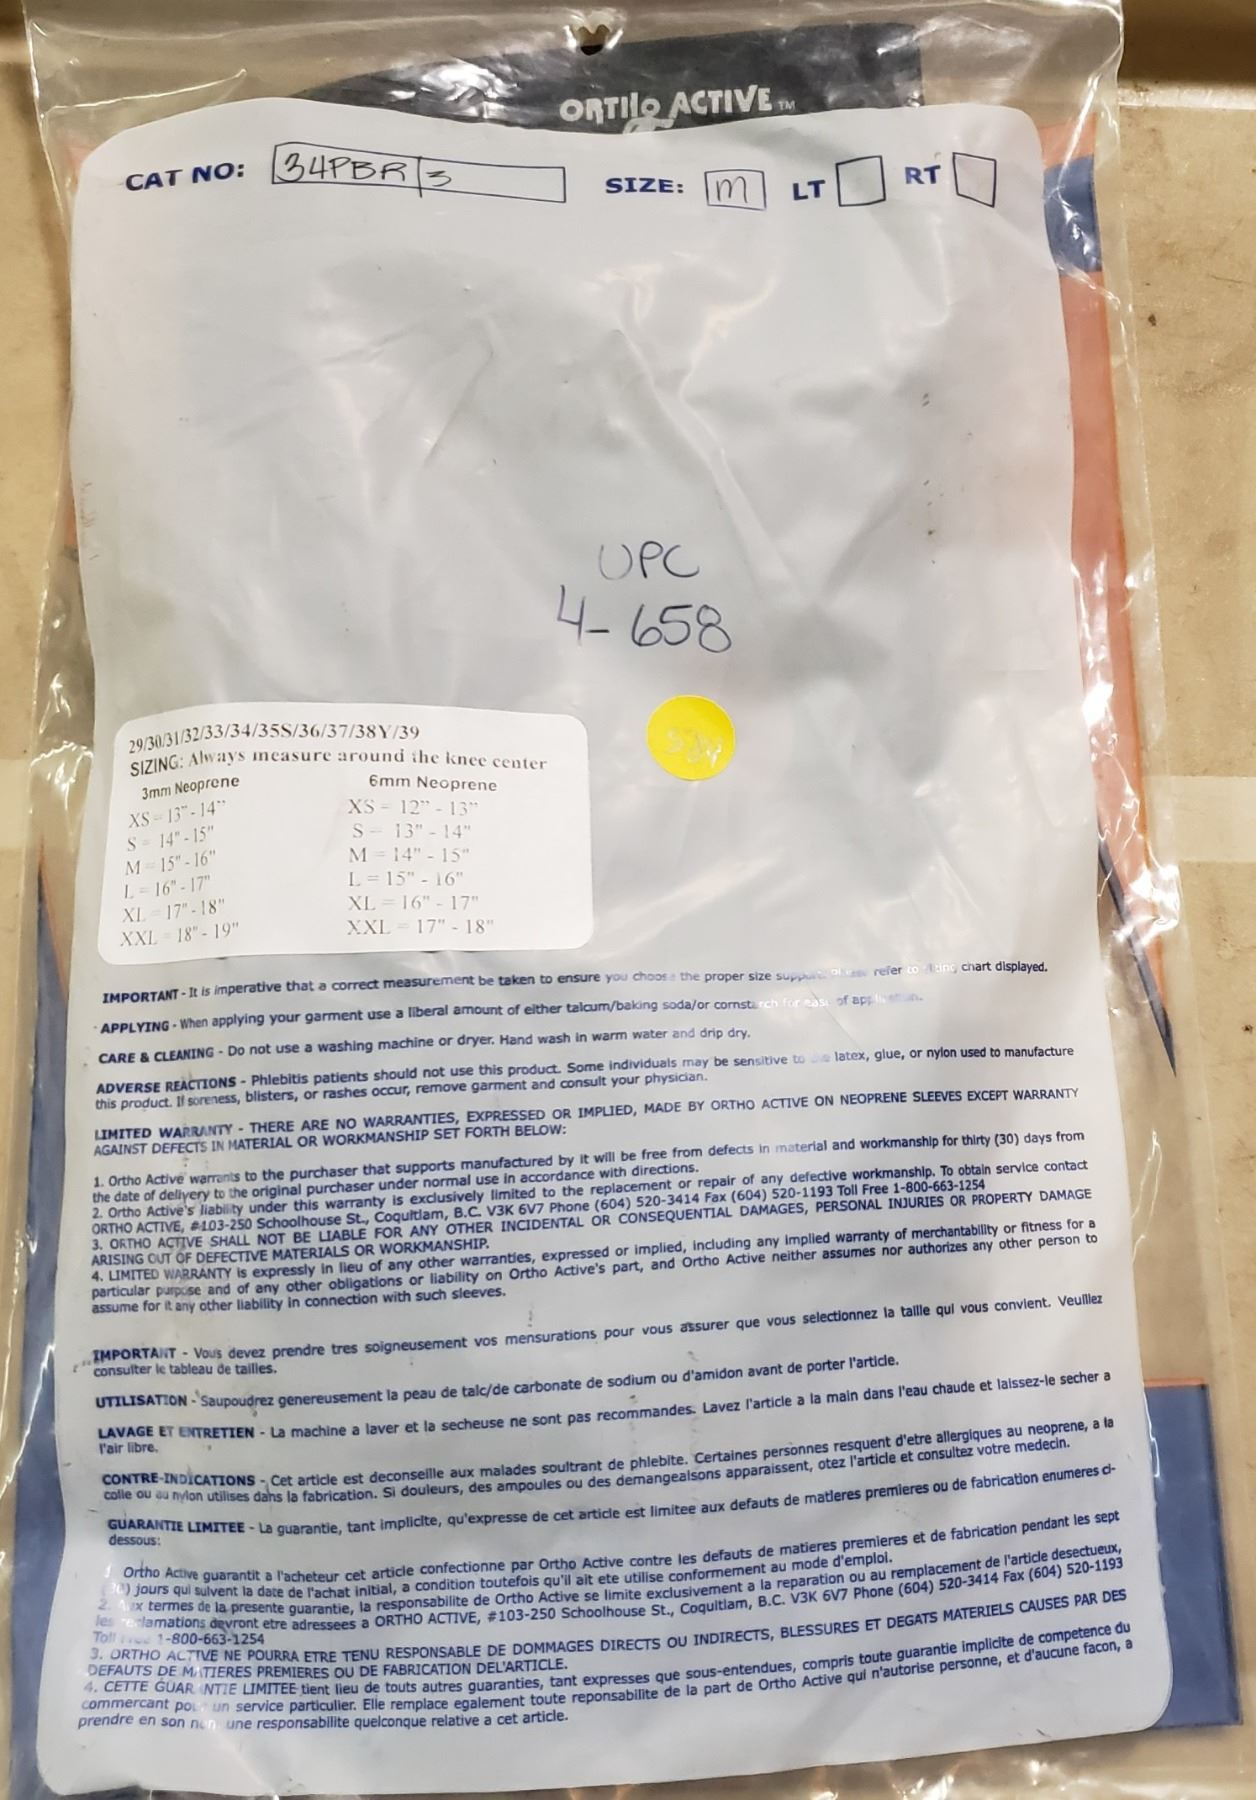 ORTHO ACTIVE TM
CAT NO: 34PBR 3 SIZE: M LT RT
UPC
4-658
29/30/31/32/33/34/35S/36/37/38Y/39
SIZING: Always measure around the knee center
3mm Neoprene 6mm Neoprene
XS = 13" - 14" XS = 12" - 13"
S = 14" - 15" S = 13" - 14"
M = 15" - 16" M = 14" - 15"
L = 16" - 17" L = 15" - 16"
XL = 17" - 18" XL = 16" - 17"
XXL = 18" - 19" XXL = 17" - 18"
IMPORTANT - It is imperative that a correct measurement be taken to ensure you choose the proper size refer to chart displayed.
APPLYING - When applying your garment use a liberal amount of either talcum/baking soda/or cornstarch for ease of application.
CARE & CLEANING - Do not use a washing machine or dryer. Hand wash in warm water and drip dry.
ADVERSE REACTIONS - Phlebitis patients should not use this product. Some individuals may be sensitive to the latex, glue, or nylon used to manufacture
this product. If soreness, blisters, or rashes occur, remove garment and consult your physician.
LIMITED WARRANTY - THERE ARE NO WARRANTIES, EXPRESSED OR IMPLIED, MADE BY ORTHO ACTIVE ON NEOPRENE SLEEVES EXCEPT WARRANTY
AGAINST DEFECTS IN MATERIAL OR WORKMANSHIP SET FORTH BELOW:
1. Ortho Active warrants to the purchaser that supports manufactured by it will be free from defects in material and workmanship for thirty (30) days from
the date of delivery to the original purchaser under normal use in accordance with directions.
2. Ortho Active's liability under this warranty is exclusively limited to the replacement or repair of any defective workmanship. To obtain service contact
ORTHO ACTIVE, #103-250 Schoolhouse St., Coquitlam, B.C. V3K 6V7 Phone (604) 520-3414 Fax (604) 520-1193 Toll Free 1-800-663-1254
3. ORTHO ACTIVE SHALL NOT BE LIABLE FOR ANY OTHER INCIDENTAL OR CONSEQUENTIAL DAMAGES, PERSONAL INJURIES OR PROPERTY DAMAGE
ARISING OUT OF DEFECTIVE MATERIALS OR WORKMANSHIP.
4. LIMITED WARRANTY is expressly in lieu of any other warranties, expressed or implied, including any implied warranty of merchantability or fitness for a
particular purpose and of any other obligations or liability on Ortho Active's part, and Ortho Active neither assumes nor authorizes any other person to
assume for it any other liability in connection with such sleeves.
IMPORTANT - Vous devez prendre tres soigneusement vos mensurations pour vous assurer que vous selectionnez la taille qui vous convient. Veuillez
consulter le tableau de tailles.
UTILISATION - Saupoudrez genereusement la peau de talc/de carbonate de sodium ou d'amidon avant de porter l'article.
LAVAGE ET ENTRETIEN - La machine a laver et la secheuse ne sont pas recommandes. Lavez l'article a la main dans l'eau chaude et laissez-le secher a
l'air libre.
CONTRE-INDICATIONS - Cet article est deconseille aux malades soultrant de phlebite. Certaines personnes resquent d'etre allergiques au neoprene, a la
colle ou au nylon utilises dans la fabrication. Si douleurs, des ampoules ou des demangeaisons apparaissent, otez l'article et consultez votre medecin.
GUARANTIE LIMITEE - La guarantie, tant implicite, qu'expresse de cet article est limitee aux defauts de matieres premieres ou de fabrication enumeres ci-
dessous:
1. Ortho Active guarantit a l'acheteur cet article confectionne par Ortho Active contre les defauts de matieres premieres et de fabrication pendant les sept
(30) jours qui suivent la date de l'achat initial, a condition toutefois qu'il ait ete utilise conformement au mode d'emploi.
2. Aux termes de la presente guarantie, la responsabilite de Ortho Active se limite exclusivement a la reparation ou au remplacement de l'article desectueux,
les reclamations devront etre adressees a ORTHO ACTIVE, #103-250 Schoolhouse St., Coquitlam, B.C. V3K 6V7 Phone (604) 520-3414 Fax (604) 520-1193
Toll Free 1-800-663-1254
3. ORTHO ACTIVE NE POURRA ETRE TENU RESPONSABLE DE DOMMAGES DIRECTS OU INDIRECTS, BLESSURES ET DEGATS MATERIELS CAUSES PAR DES
DEFAUTS DE MATIERES PREMIERES OU DE FABRICATION DEL'ARTICLE.
4. CETTE GUARANTIE LIMITEE tient lieu de touts autres guaranties, tant expresses que sous-entendues, compris toute guarantie implicite de competence du
commercant pour un service particulier. Elle remplace egalement toute reponsabilite de la part de Ortho Active qui n'autorise personne, et d'aucune facon, a
prendre en son nom une responsabilite quelconque relative a cet article.